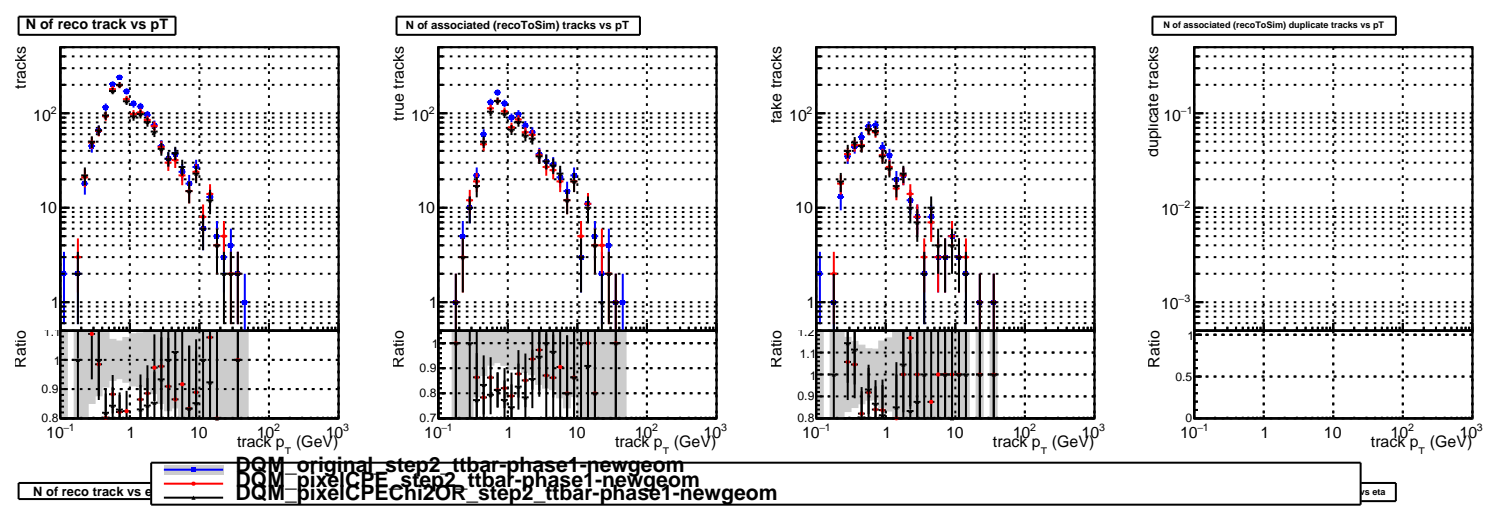 N of reco track vs pT
N of associated (recoToSim) tracks vs pT
N of associated (recoToSim) duplicate tracks vs pT
tracks
10²
10
1
Ratio
1.1
1
0.9
0.8
10⁻¹ 1 10 10² 10³
track p_T (GeV)
true tracks
10²
10
1
Ratio
1
0.9
0.8
0.7
10⁻¹ 1 10 10² 10³
track p_T (GeV)
fake tracks
10²
10
1
Ratio
1.2
1.1
1
0.9
0.8
10⁻¹ 1 10 10² 10³
track p_T (GeV)
duplicate tracks
10⁻¹
10⁻²
10⁻³
Ratio
1
0.5
0
10⁻¹ 1 10 10² 10³
track p_T (GeV)
DQM_original_step2_ttbar-phase1-newgeom
DQM_pixelCPE_step2_ttbar-phase1-newgeom
DQM_pixelCPEChi2OR_step2_ttbar-phase1-newgeom
N of reco track vs e
vs eta